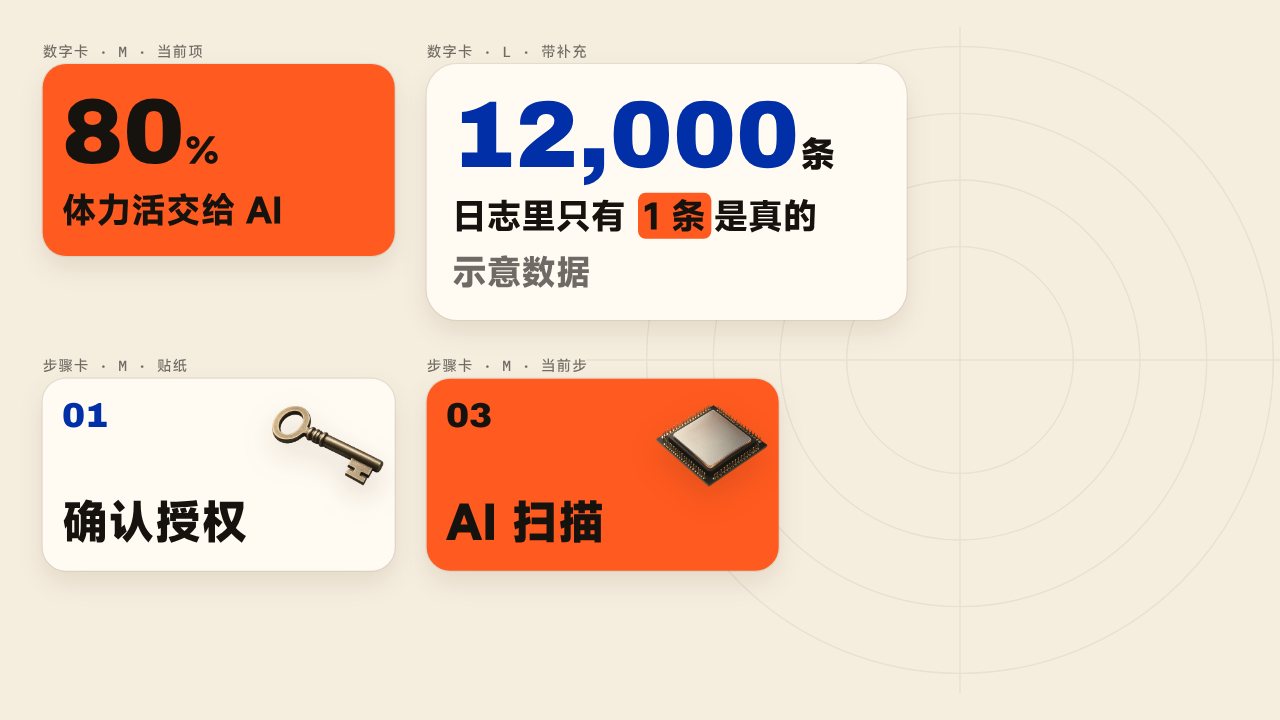 数字卡 · M · 当前项
80%
体力活交给 AI
数字卡 · L · 带补充
12,000条
日志里只有 1 条 是真的
示意数据
步骤卡 · M · 贴纸
01
确认授权
步骤卡 · M · 当前步
03
AI 扫描